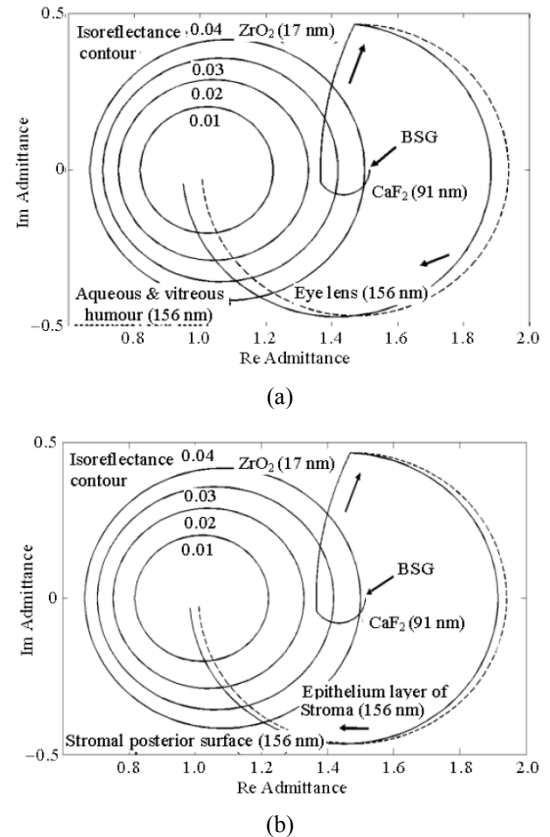 0.5
Isoreflectance
contour
0.04
ZrO2 (17 nm)
0.03
0.02
0.01
BSG
CaF2 (91 nm)
Im Admittance
0
Aqueous & vitreous
humour (156 nm)
Eye lens (156 nm)
−0.5
0.8
1.0
1.2
1.4
1.6
1.8
2.0
Re Admittance
(a)
0.5
Isoreflectance
contour
0.04
ZrO2 (17 nm)
0.03
0.02
0.01
BSG
CaF2 (91 nm)
Im Admittance
0
Epithelium layer of
Stroma (156 nm)
Stromal posterior surface (156 nm)
−0.5
0.8
1.0
1.2
1.4
1.6
1.8
2.0
Re Admittance
(b)